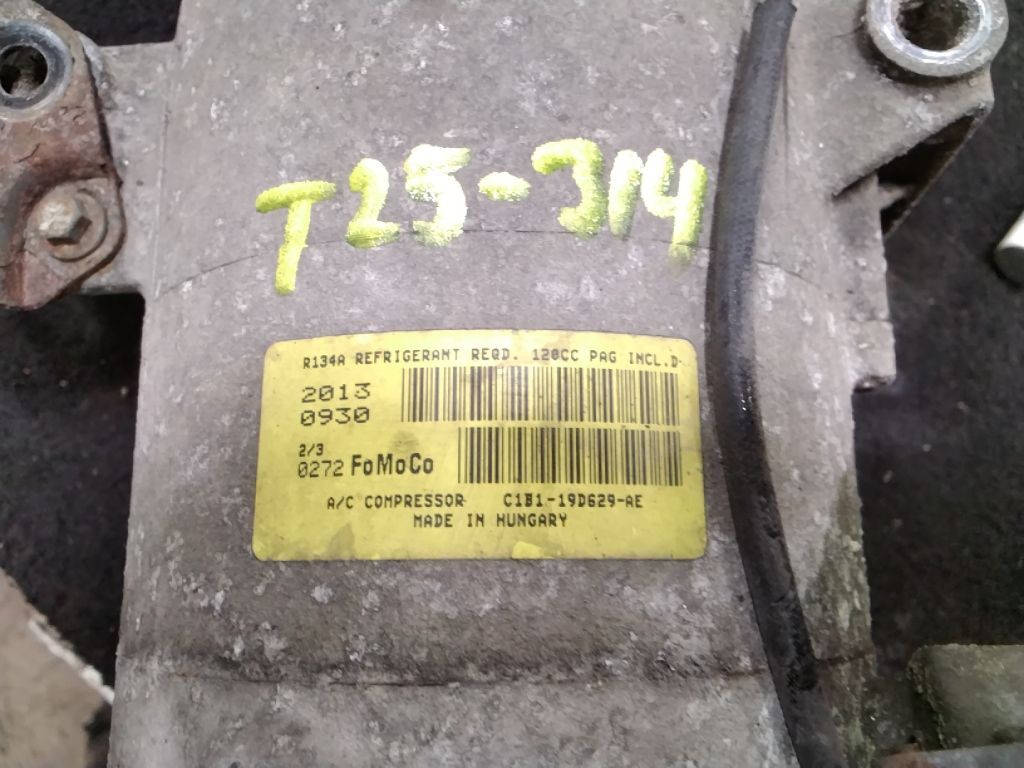 T25-J14
R134A REFRIGERANT REQD. 120CC PAG INCL.D
2013
0930
2/3
0272 FoMoCo
A/C COMPRESSOR C1B1-19D629-AE
MADE IN HUNGARY